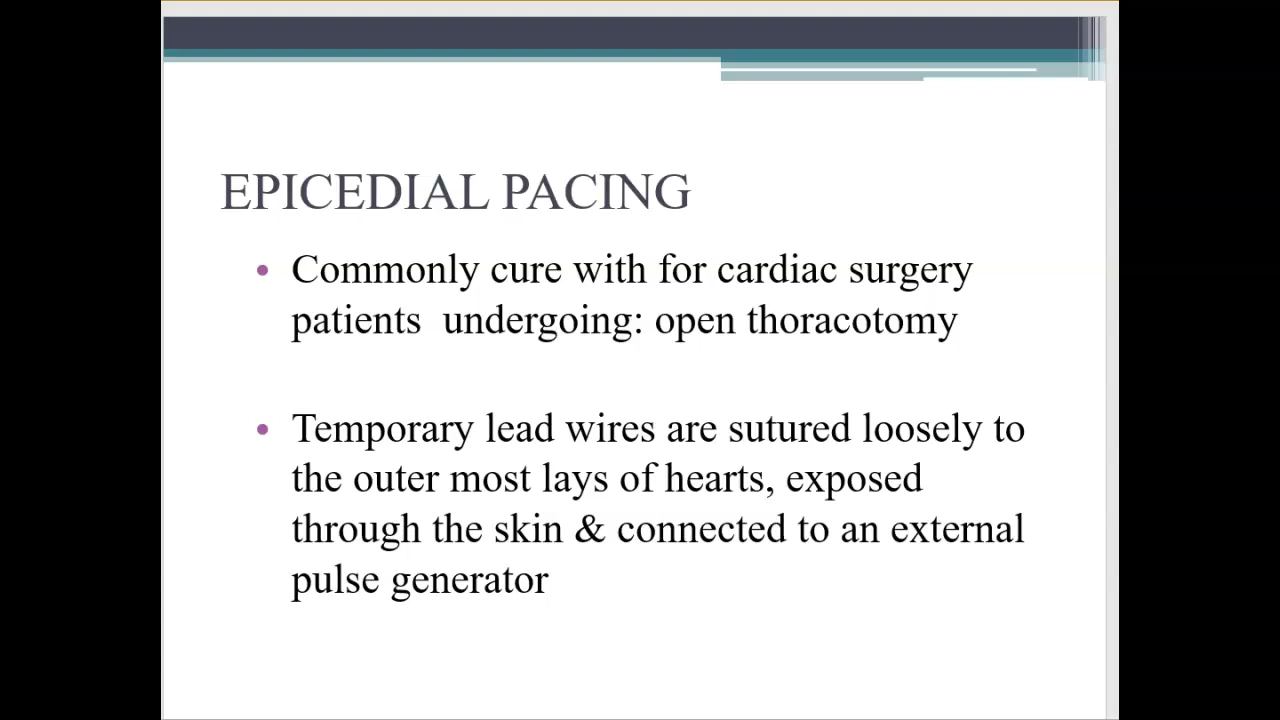 EPICEDIAL PACING
• Commonly cure with for cardiac surgery
patients  undergoing: open thoracotomy
• Temporary lead wires are sutured loosely to
the outer most lays of hearts, exposed
through the skin & connected to an external
pulse generator